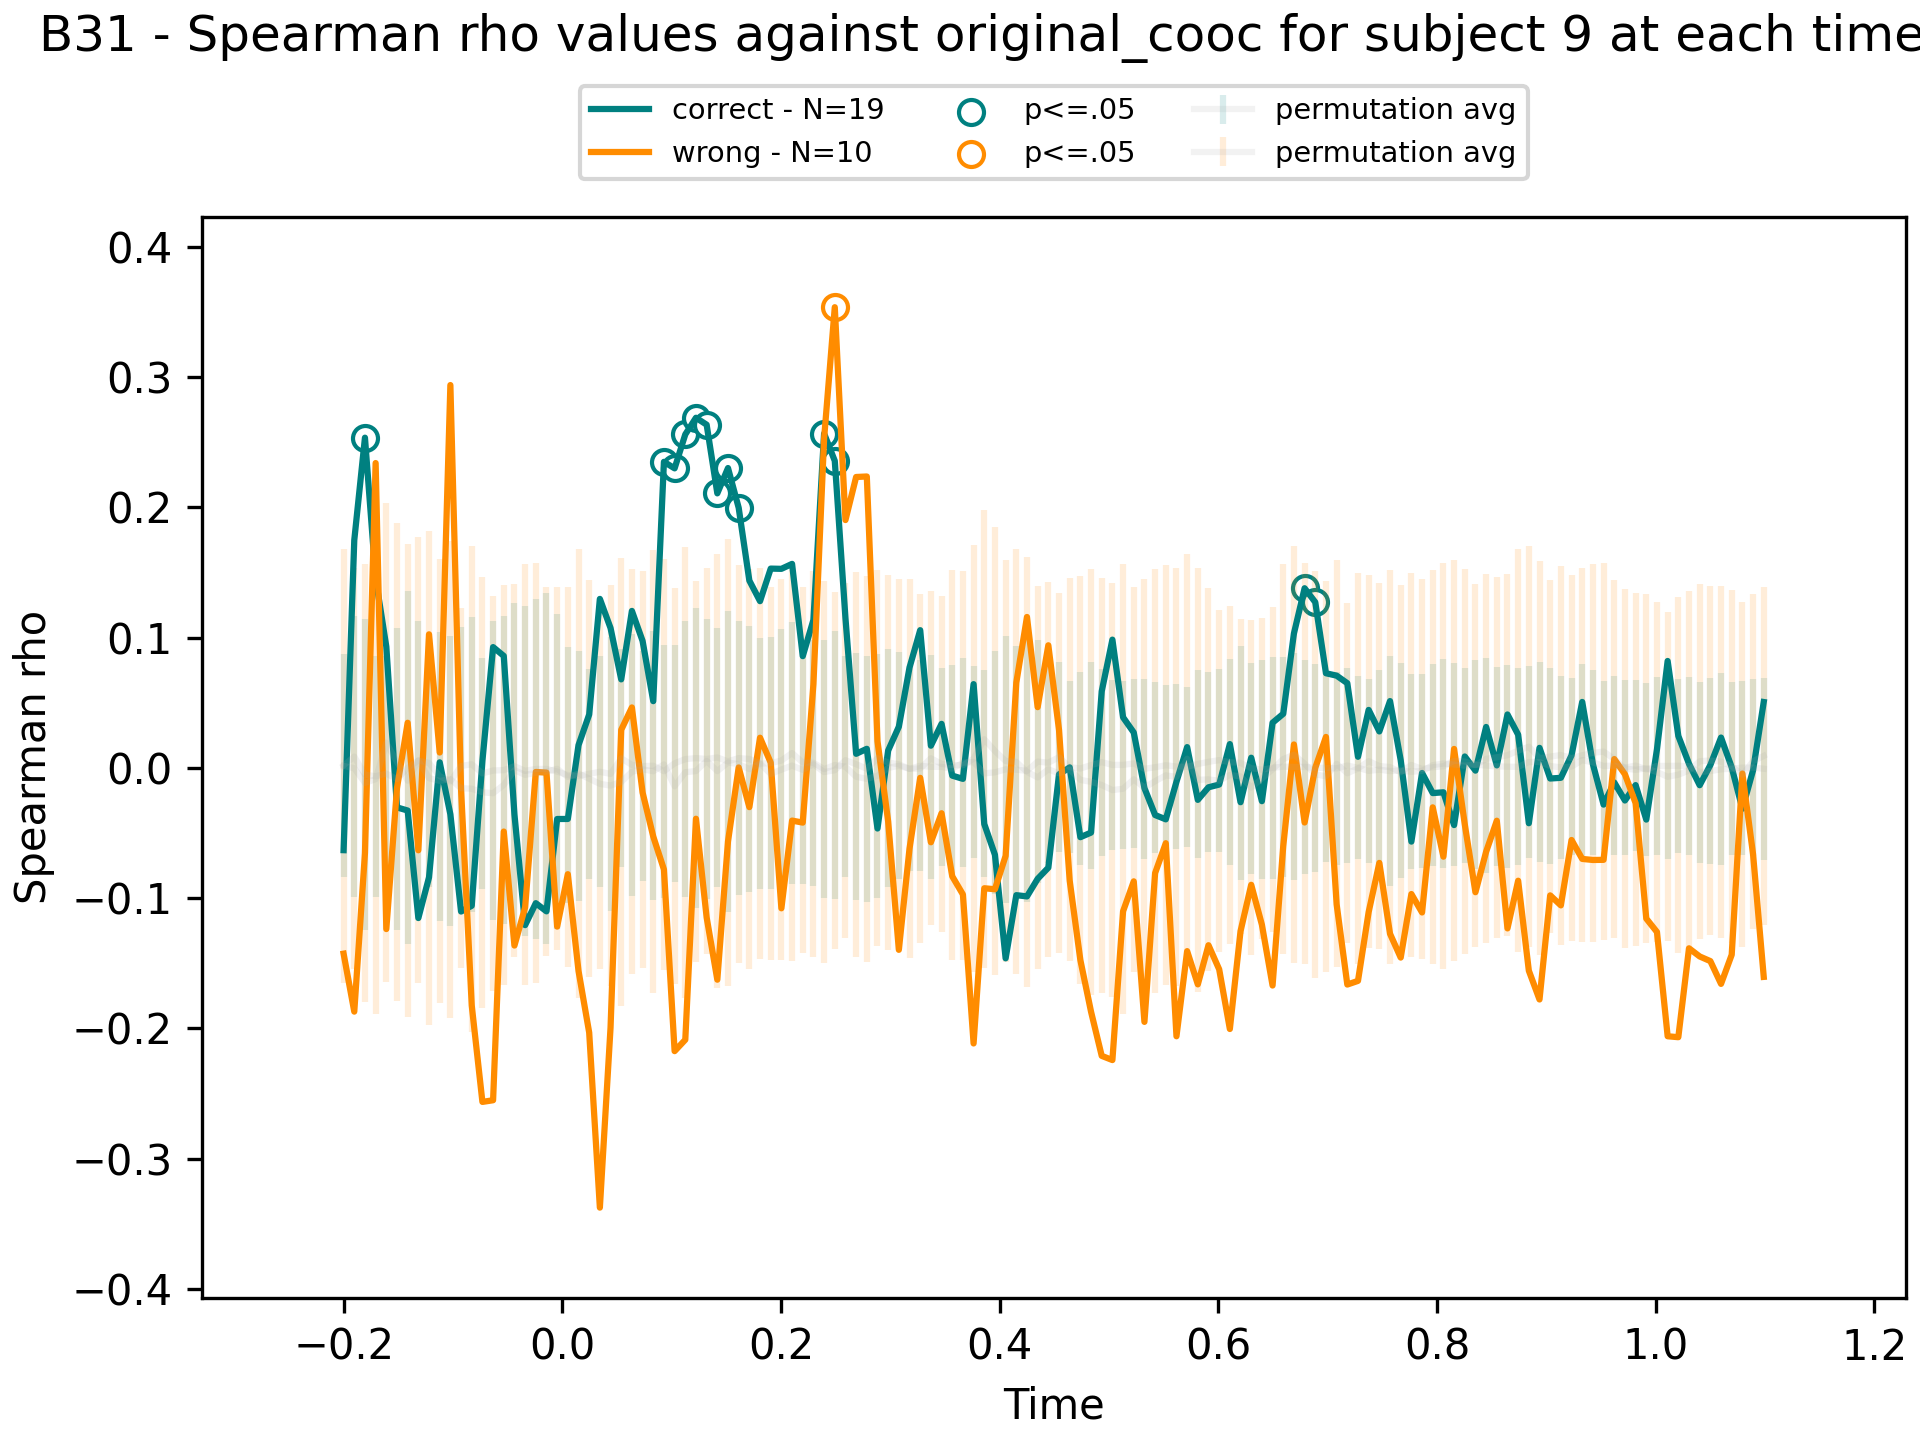 B31 - Spearman rho values against original_cooc for subject 9 at each time
correct - N=19
wrong - N=10
p<=.05
p<=.05
permutation avg
permutation avg
Spearman rho
0.4
0.3
0.2
0.1
0.0
−0.1
−0.2
−0.3
−0.4
−0.2
0.0
0.2
0.4
0.6
0.8
1.0
1.2
Time